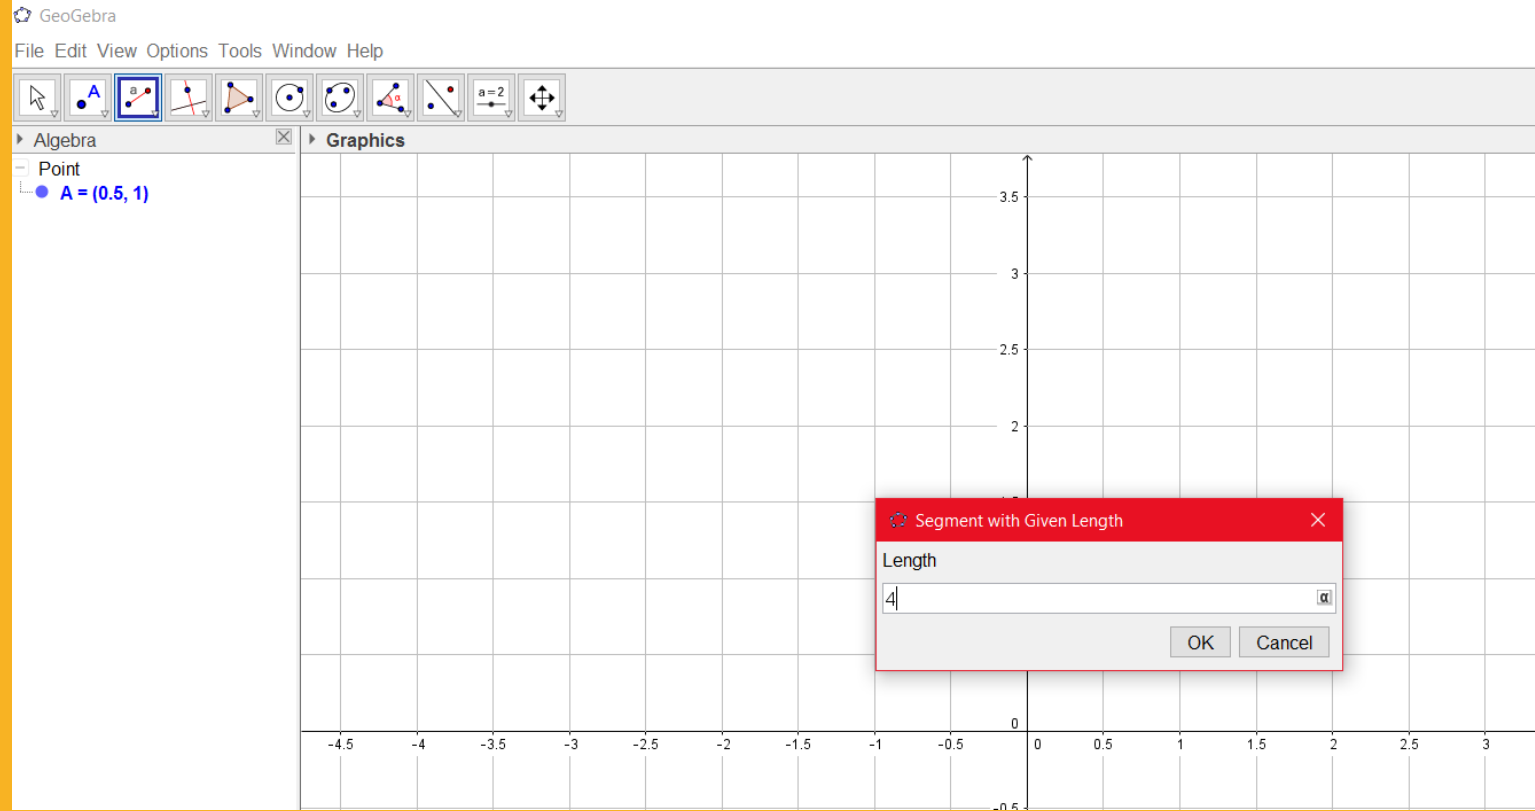 GeoGebra
File Edit View Options Tools Window Help
A
a
α
a=2
Algebra
Graphics
Point
A = (0.5, 1)
3.5
3
2.5
2
Segment with Given Length
Length
4
α
OK Cancel
0
-4.5 -4 -3.5 -3 -2.5 -2 -1.5 -1 -0.5 0 0.5 1 1.5 2 2.5 3
-0.5